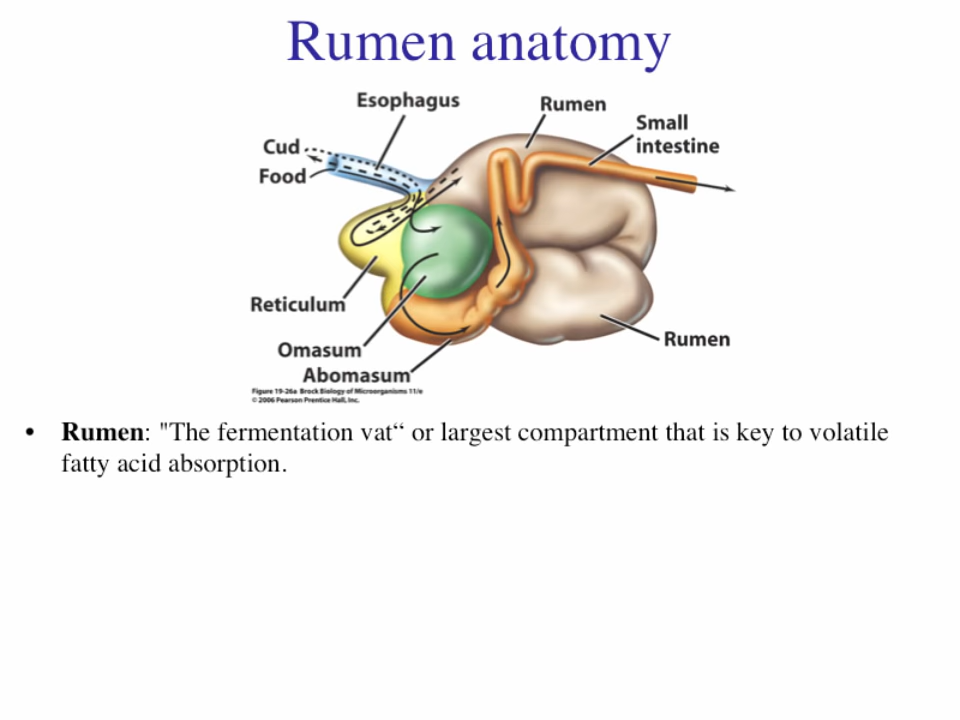 Rumen anatomy
Esophagus
Rumen
Small
intestine
Cud
Food
Reticulum
Omasum
Abomasum
Rumen
Figure 19-26a Brock Biology of Microorganisms 11/e
© 2006 Pearson Prentice Hall, Inc.
• Rumen: "The fermentation vat“ or largest compartment that is key to volatile
fatty acid absorption.